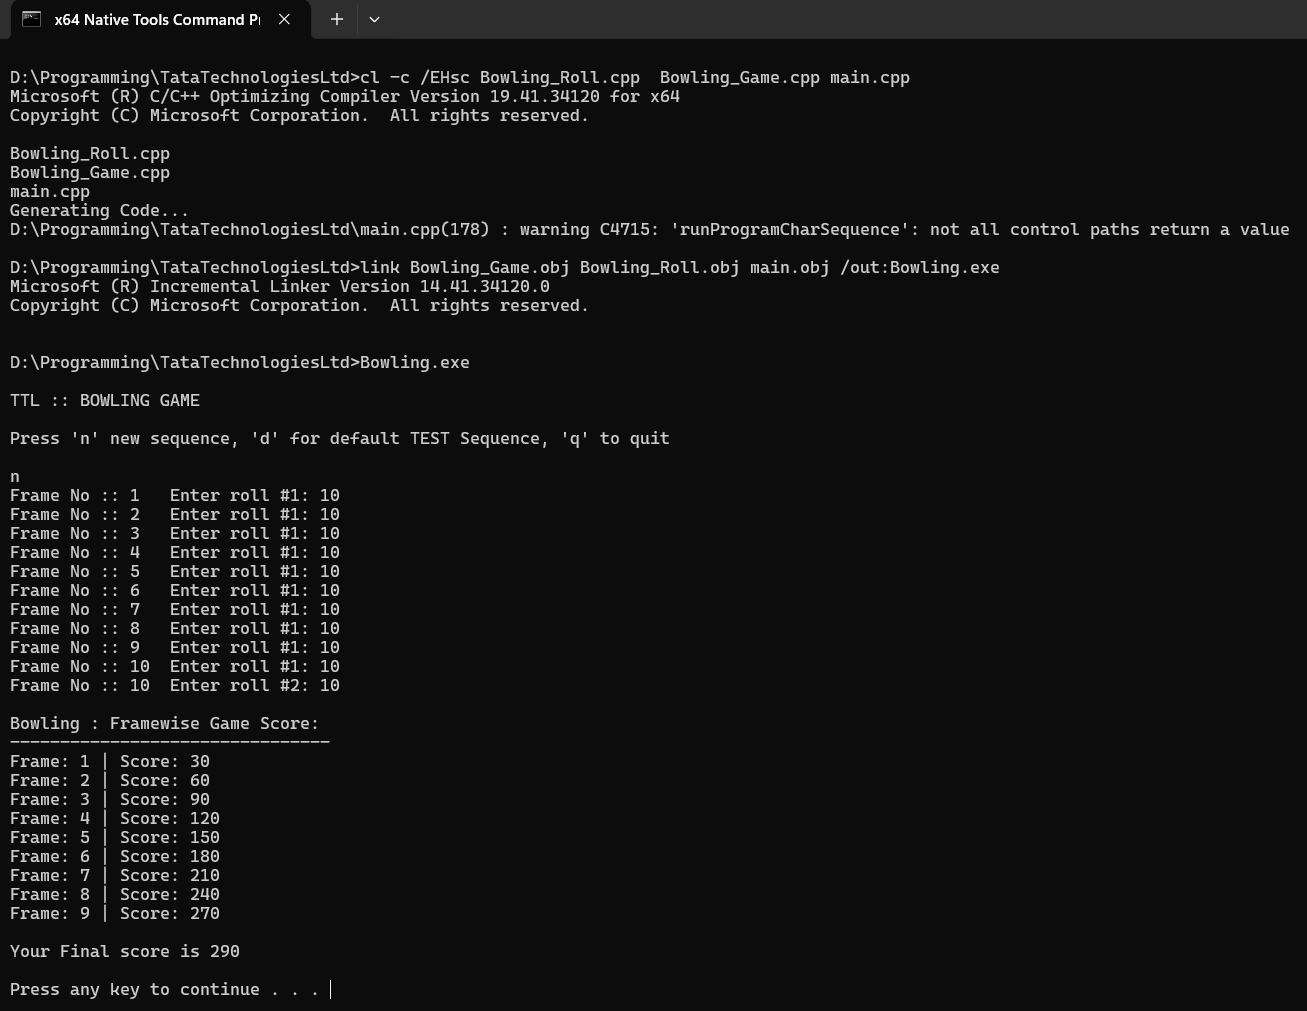 x64 Native Tools Command P
D:\Programming\TataTechnologiesLtd>cl -c /EHsc Bowling_Roll.cpp  Bowling_Game.cpp main.cpp
Microsoft (R) C/C++ Optimizing Compiler Version 19.41.34120 for x64
Copyright (C) Microsoft Corporation.  All rights reserved.
Bowling_Roll.cpp
Bowling_Game.cpp
main.cpp
Generating Code...
D:\Programming\TataTechnologiesLtd\main.cpp(178) : warning C4715: 'runProgramCharSequence': not all control paths return a value
D:\Programming\TataTechnologiesLtd>link Bowling_Game.obj Bowling_Roll.obj main.obj /out:Bowling.exe
Microsoft (R) Incremental Linker Version 14.41.34120.0
Copyright (C) Microsoft Corporation.  All rights reserved.
D:\Programming\TataTechnologiesLtd>Bowling.exe
TTL :: BOWLING GAME
Press 'n' new sequence, 'd' for default TEST Sequence, 'q' to quit
n
Frame No :: 1   Enter roll #1: 10
Frame No :: 2   Enter roll #1: 10
Frame No :: 3   Enter roll #1: 10
Frame No :: 4   Enter roll #1: 10
Frame No :: 5   Enter roll #1: 10
Frame No :: 6   Enter roll #1: 10
Frame No :: 7   Enter roll #1: 10
Frame No :: 8   Enter roll #1: 10
Frame No :: 9   Enter roll #1: 10
Frame No :: 10  Enter roll #1: 10
Frame No :: 10  Enter roll #2: 10
Bowling : Framewise Game Score:
--------------------------------
Frame: 1 | Score: 30
Frame: 2 | Score: 60
Frame: 3 | Score: 90
Frame: 4 | Score: 120
Frame: 5 | Score: 150
Frame: 6 | Score: 180
Frame: 7 | Score: 210
Frame: 8 | Score: 240
Frame: 9 | Score: 270
Your Final score is 290
Press any key to continue . . .